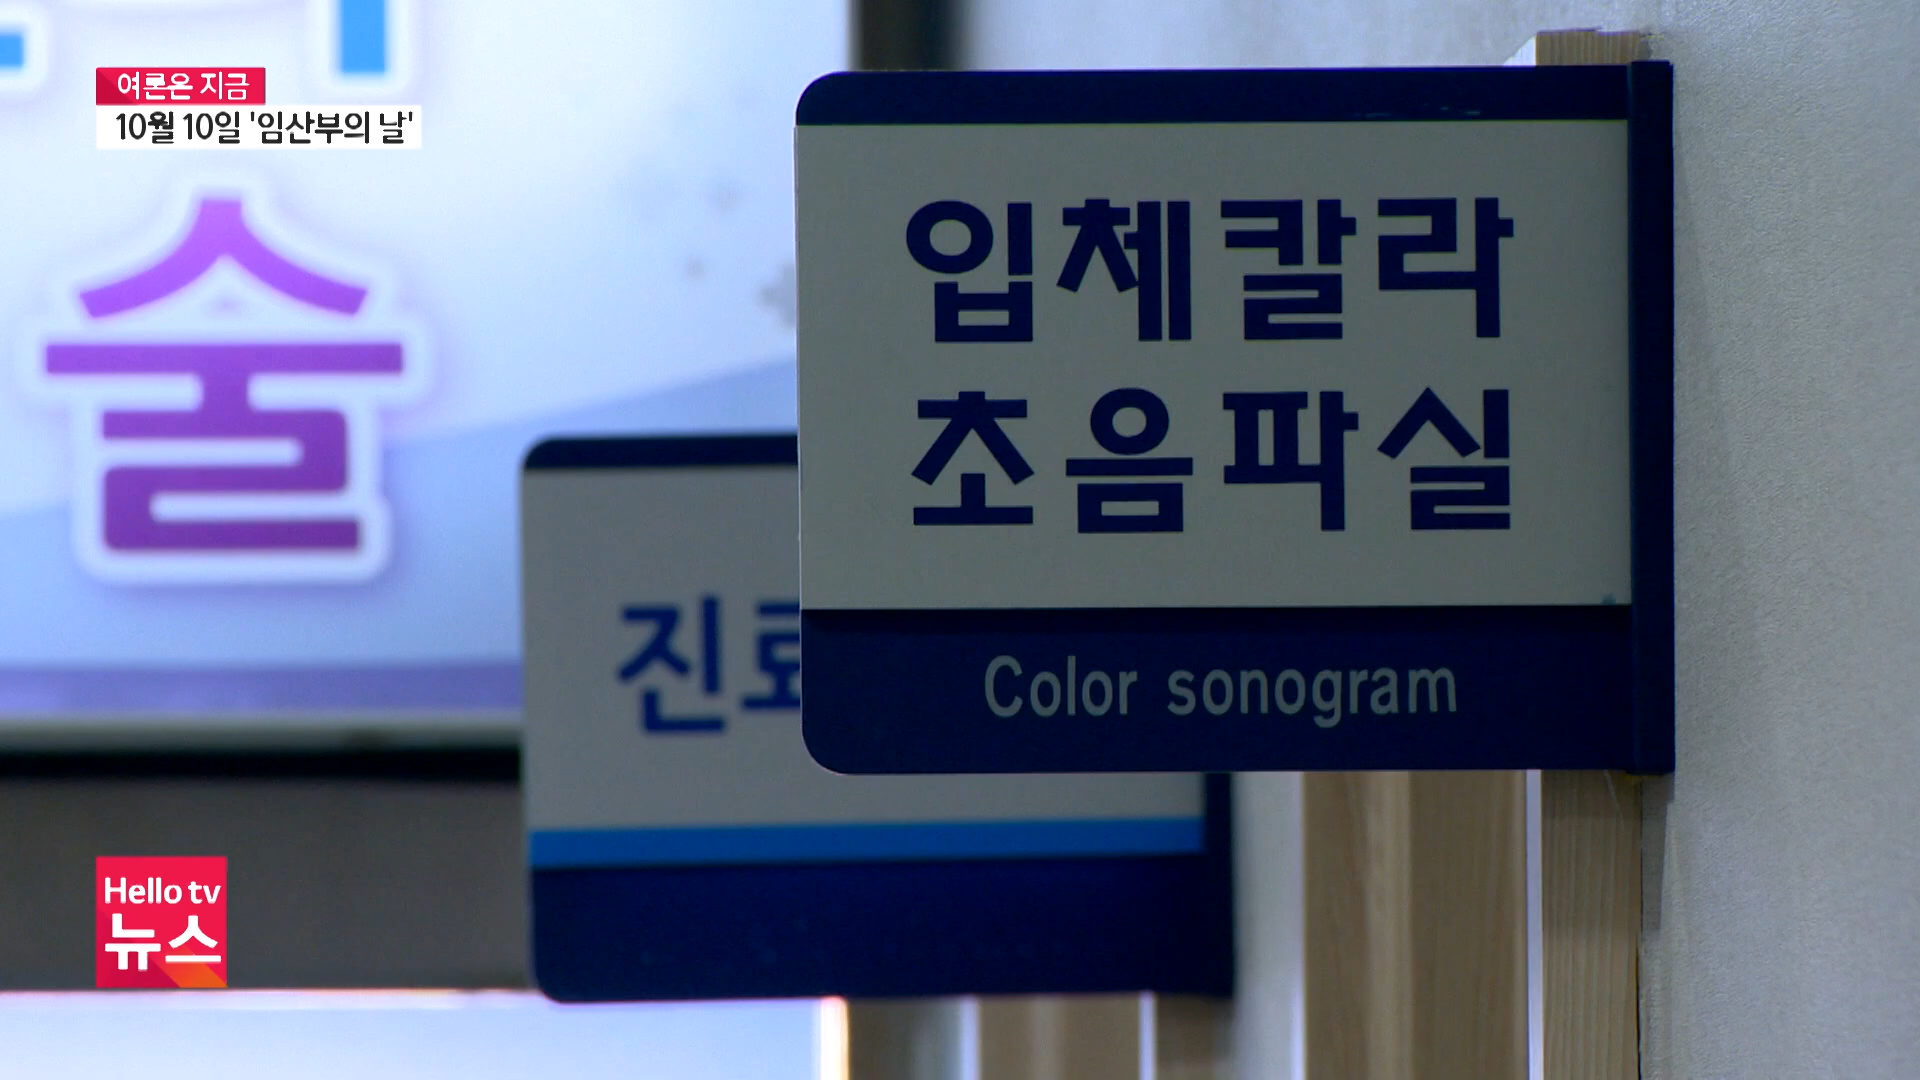 여론은 지금
10월 10일 '임산부의 날'
술
입체칼라
초음파실
Color sonogram
진료
Hello tv
뉴스